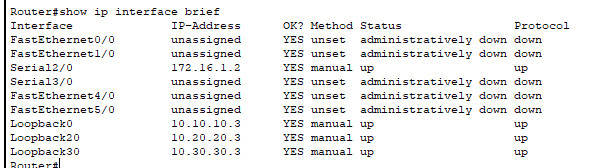 Router#show ip interface brief
Interface IP-Address OK? Method Status Protocol
FastEthernet0/0 unassigned YES unset administratively down down
FastEthernet1/0 unassigned YES unset administratively down down
Serial2/0 172.16.1.2 YES manual up up
Serial3/0 unassigned YES unset administratively down down
FastEthernet4/0 unassigned YES unset administratively down down
FastEthernet5/0 unassigned YES unset administratively down down
Loopback0 10.10.10.3 YES manual up up
Loopback20 10.20.20.3 YES manual up up
Loopback30 10.30.30.3 YES manual up up
Router#